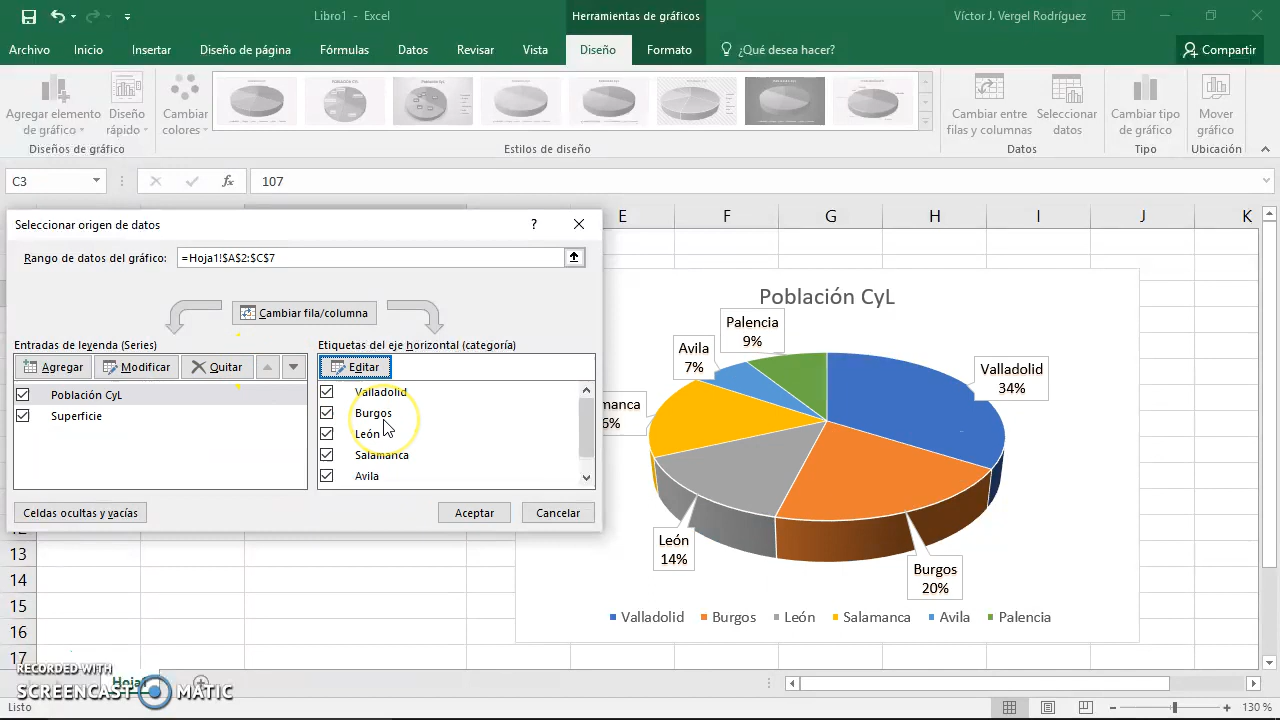 Libro1 - Excel
Herramientas de gráficos
Víctor J. Vergel Rodríguez
Archivo Inicio Insertar Diseño de página Fórmulas Datos Revisar Vista Diseño Formato ¿Qué desea hacer? Compartir
Agregar elemento de gráfico
Diseño rápido
Cambiar colores
Cambiar entre filas y columnas
Seleccionar datos
Cambiar tipo de gráfico
Mover gráfico
Diseños de gráfico Estilos de diseño Datos Tipo Ubicación
C3 fx 107
E F G H I J K
Seleccionar origen de datos ?
Rango de datos del gráfico: =Hoja1!$A$2:$C$7
Cambiar fila/columna
Entradas de leyenda (Series) Etiquetas del eje horizontal (categoría)
Agregar Modificar Quitar Editar
Población CyL
Superficie
Valladolid
Burgos
León
Salamanca
Avila
Celdas ocultas y vacías Aceptar Cancelar
Población CyL
Palencia
9%
Avila
7%
Valladolid
34%
manca
6%
León
14%
Burgos
20%
Valladolid Burgos León Salamanca Avila Palencia
13
14
15
16
17
RECORDED WITH
SCREENCAST MATIC
Listo
130 %